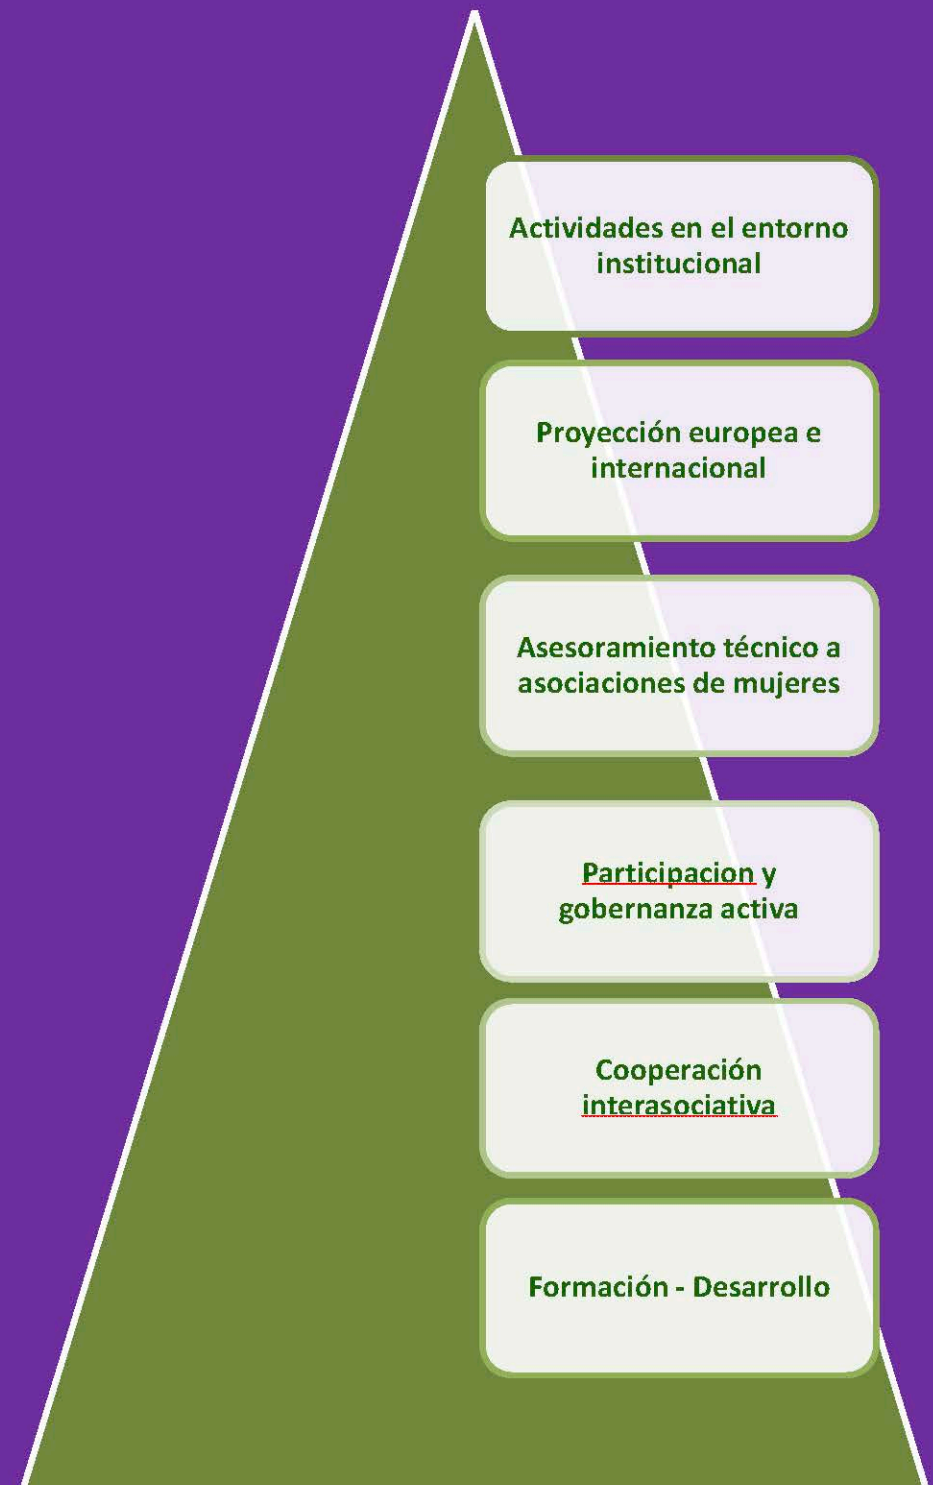 Actividades en el entorno
institucional
Proyección europea e
internacional
Asesoramiento técnico a
asociaciones de mujeres
Participacion y
gobernanza activa
Cooperación
interasociativa
Formación - Desarrollo